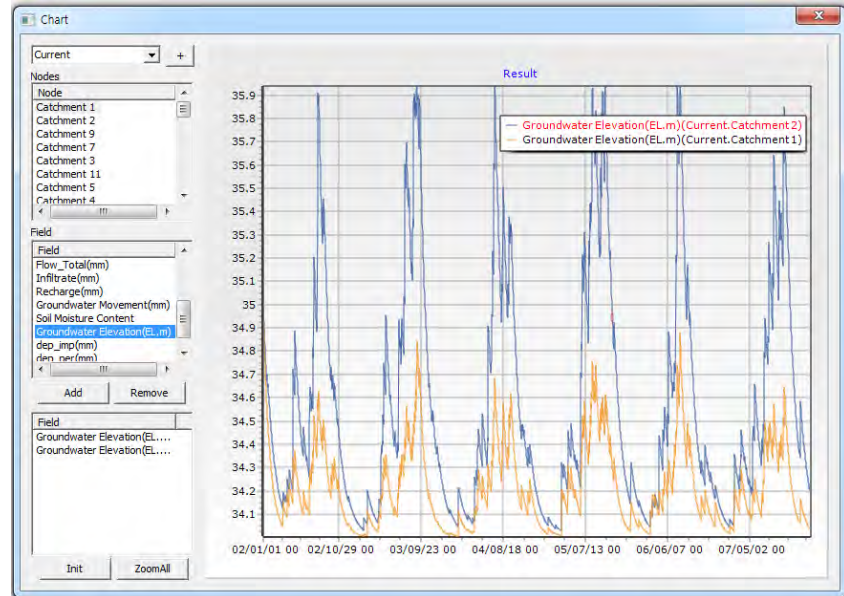 Chart
Current
+
Nodes
Node
Catchment 1
Catchment 2
Catchment 9
Catchment 7
Catchment 3
Catchment 11
Catchment 5
Catchment 4
Field
Field
Flow_Total(mm)
Infiltrate(mm)
Recharge(mm)
Groundwater Movement(mm)
Soil Moisture Content
Groundwater Elevation(EL.m)
dep_imp(mm)
dep_per(mm)
Add Remove
Field
Groundwater Elevation(EL....
Groundwater Elevation(EL....
Init ZoomAll
Result
Groundwater Elevation(EL.m)(Current.Catchment 2)
Groundwater Elevation(EL.m)(Current.Catchment 1)
35.9
35.8
35.7
35.6
35.5
35.4
35.3
35.2
35.1
35
34.9
34.8
34.7
34.6
34.5
34.4
34.3
34.2
34.1
02/01/01 00 02/10/29 00 03/09/23 00 04/08/18 00 05/07/13 00 06/06/07 00 07/05/02 00